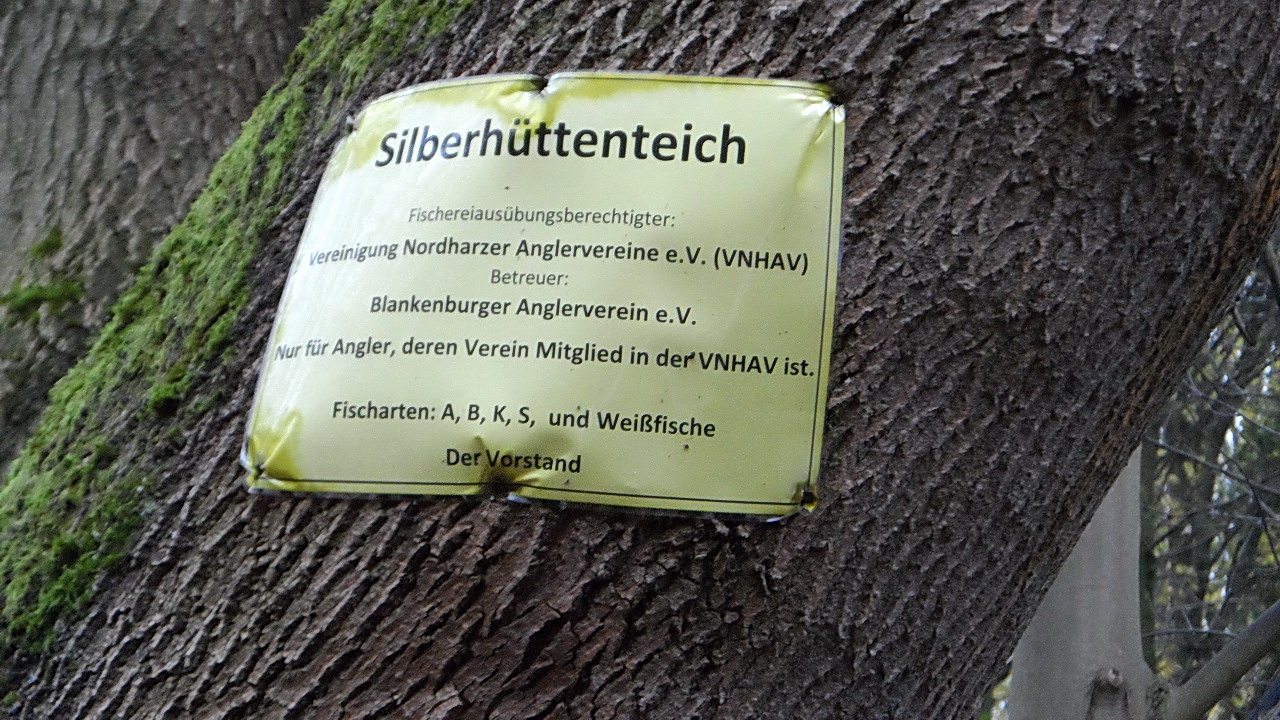 Silberhüttenteich
Fischereiausübungsberechtigter:
Vereinigung Nordharzer Anglervereine e.V. (VNHAV)
Betreuer:
Blankenburger Anglerverein e.V.
Nur für Angler, deren Verein Mitglied in der VNHAV ist.
Fischarten: A, B, K, S, und Weißfische
Der Vorstand